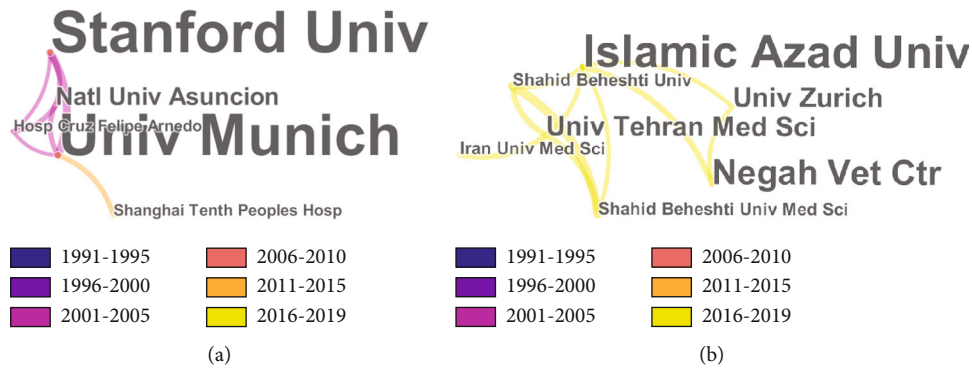 Stanford Univ
Natl Univ Asuncion
Hosp Cruz Felipe Arnedo
Univ Munich
Shanghai Tenth Peoples Hosp
1991-1995
2006-2010
1996-2000
2011-2015
2001-2005
2016-2019
(a)
Islamic Azad Univ
Shahid Beheshti Univ
Univ Zurich
Univ Tehran Med Sci
Iran Univ Med Sci
Negah Vet Ctr
Shahid Beheshti Univ Med Sci
1991-1995
2006-2010
1996-2000
2011-2015
2001-2005
2016-2019
(b)